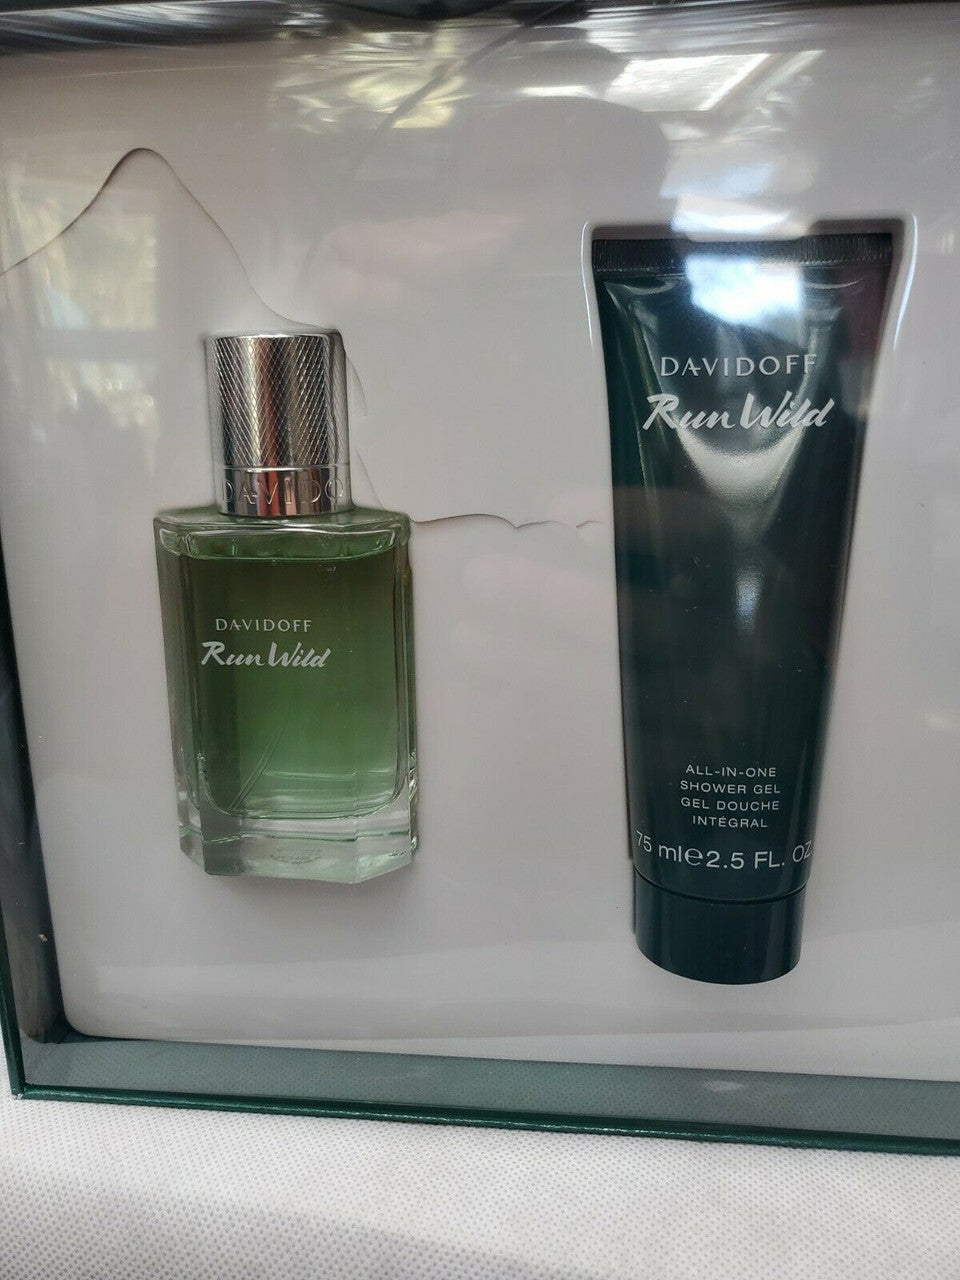 DAVIDO
DAVIDOFF
Run Wild
DAVIDOFF
Run Wild
ALL-IN-ONE
SHOWER GEL
GEL DOUCHE
INTÉGRAL
75 ml e 2.5 FL. OZ